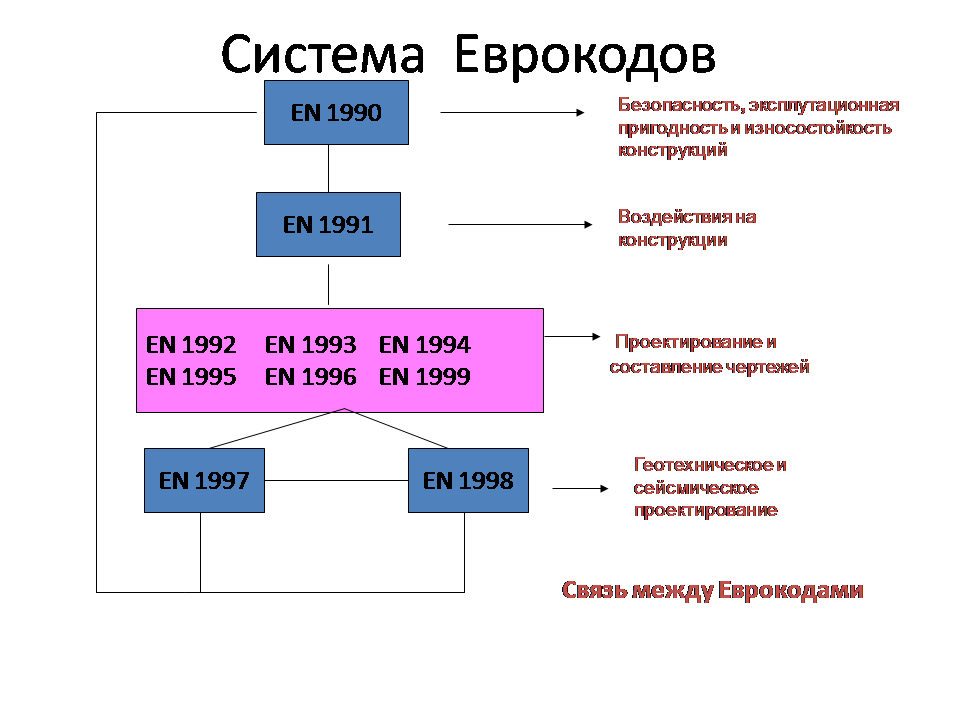 Система Еврокодов
EN 1990
Безопасность, эксплутационная
пригодность и износостойкость
конструкций
EN 1991
Воздействия на
конструкции
EN 1992 EN 1993 EN 1994
EN 1995 EN 1996 EN 1999
Проектирование и
составление чертежей
EN 1997
EN 1998
Геотехническое и
сейсмическое
проектирование
Связь между Еврокодами